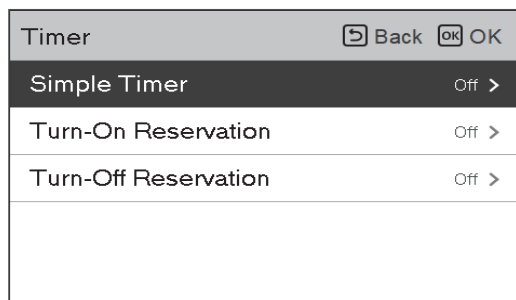 Timer Back OK OK
Simple Timer Off >
Turn-On Reservation Off >
Turn-Off Reservation Off >